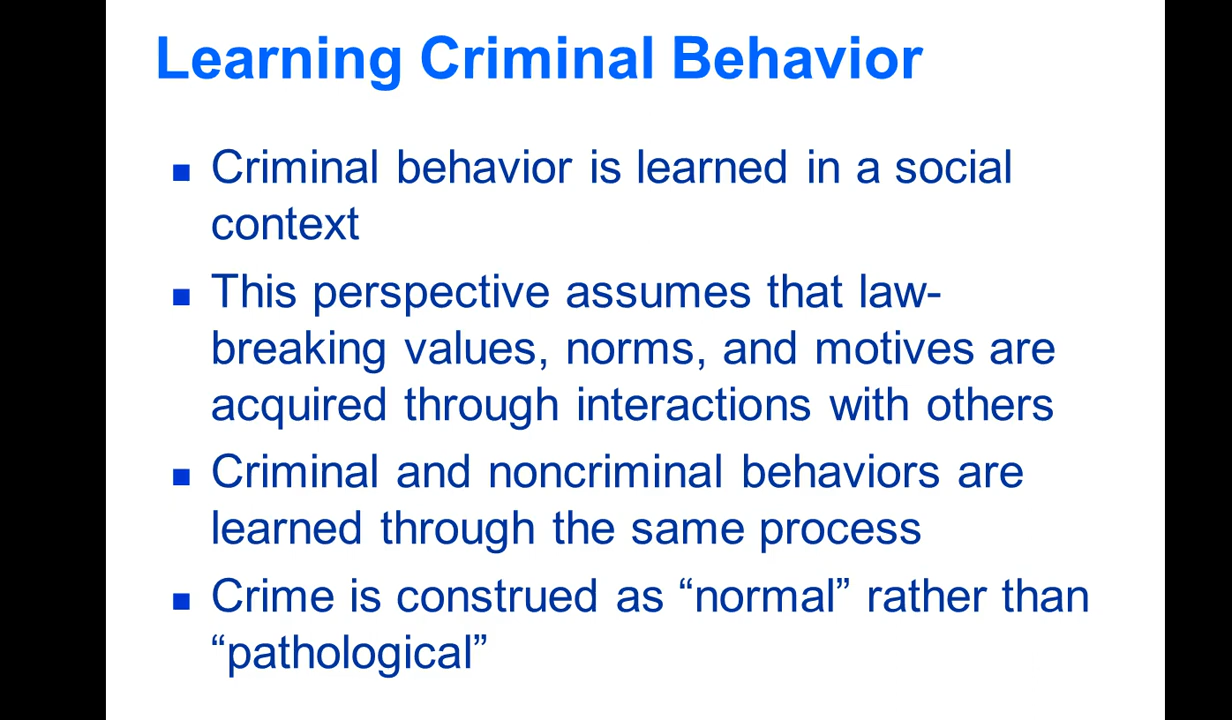 Learning Criminal Behavior
Criminal behavior is learned in a social
context
This perspective assumes that law-
breaking values, norms, and motives are
acquired through interactions with others
Criminal and noncriminal behaviors are
learned through the same process
Crime is construed as “normal” rather than
“pathological”